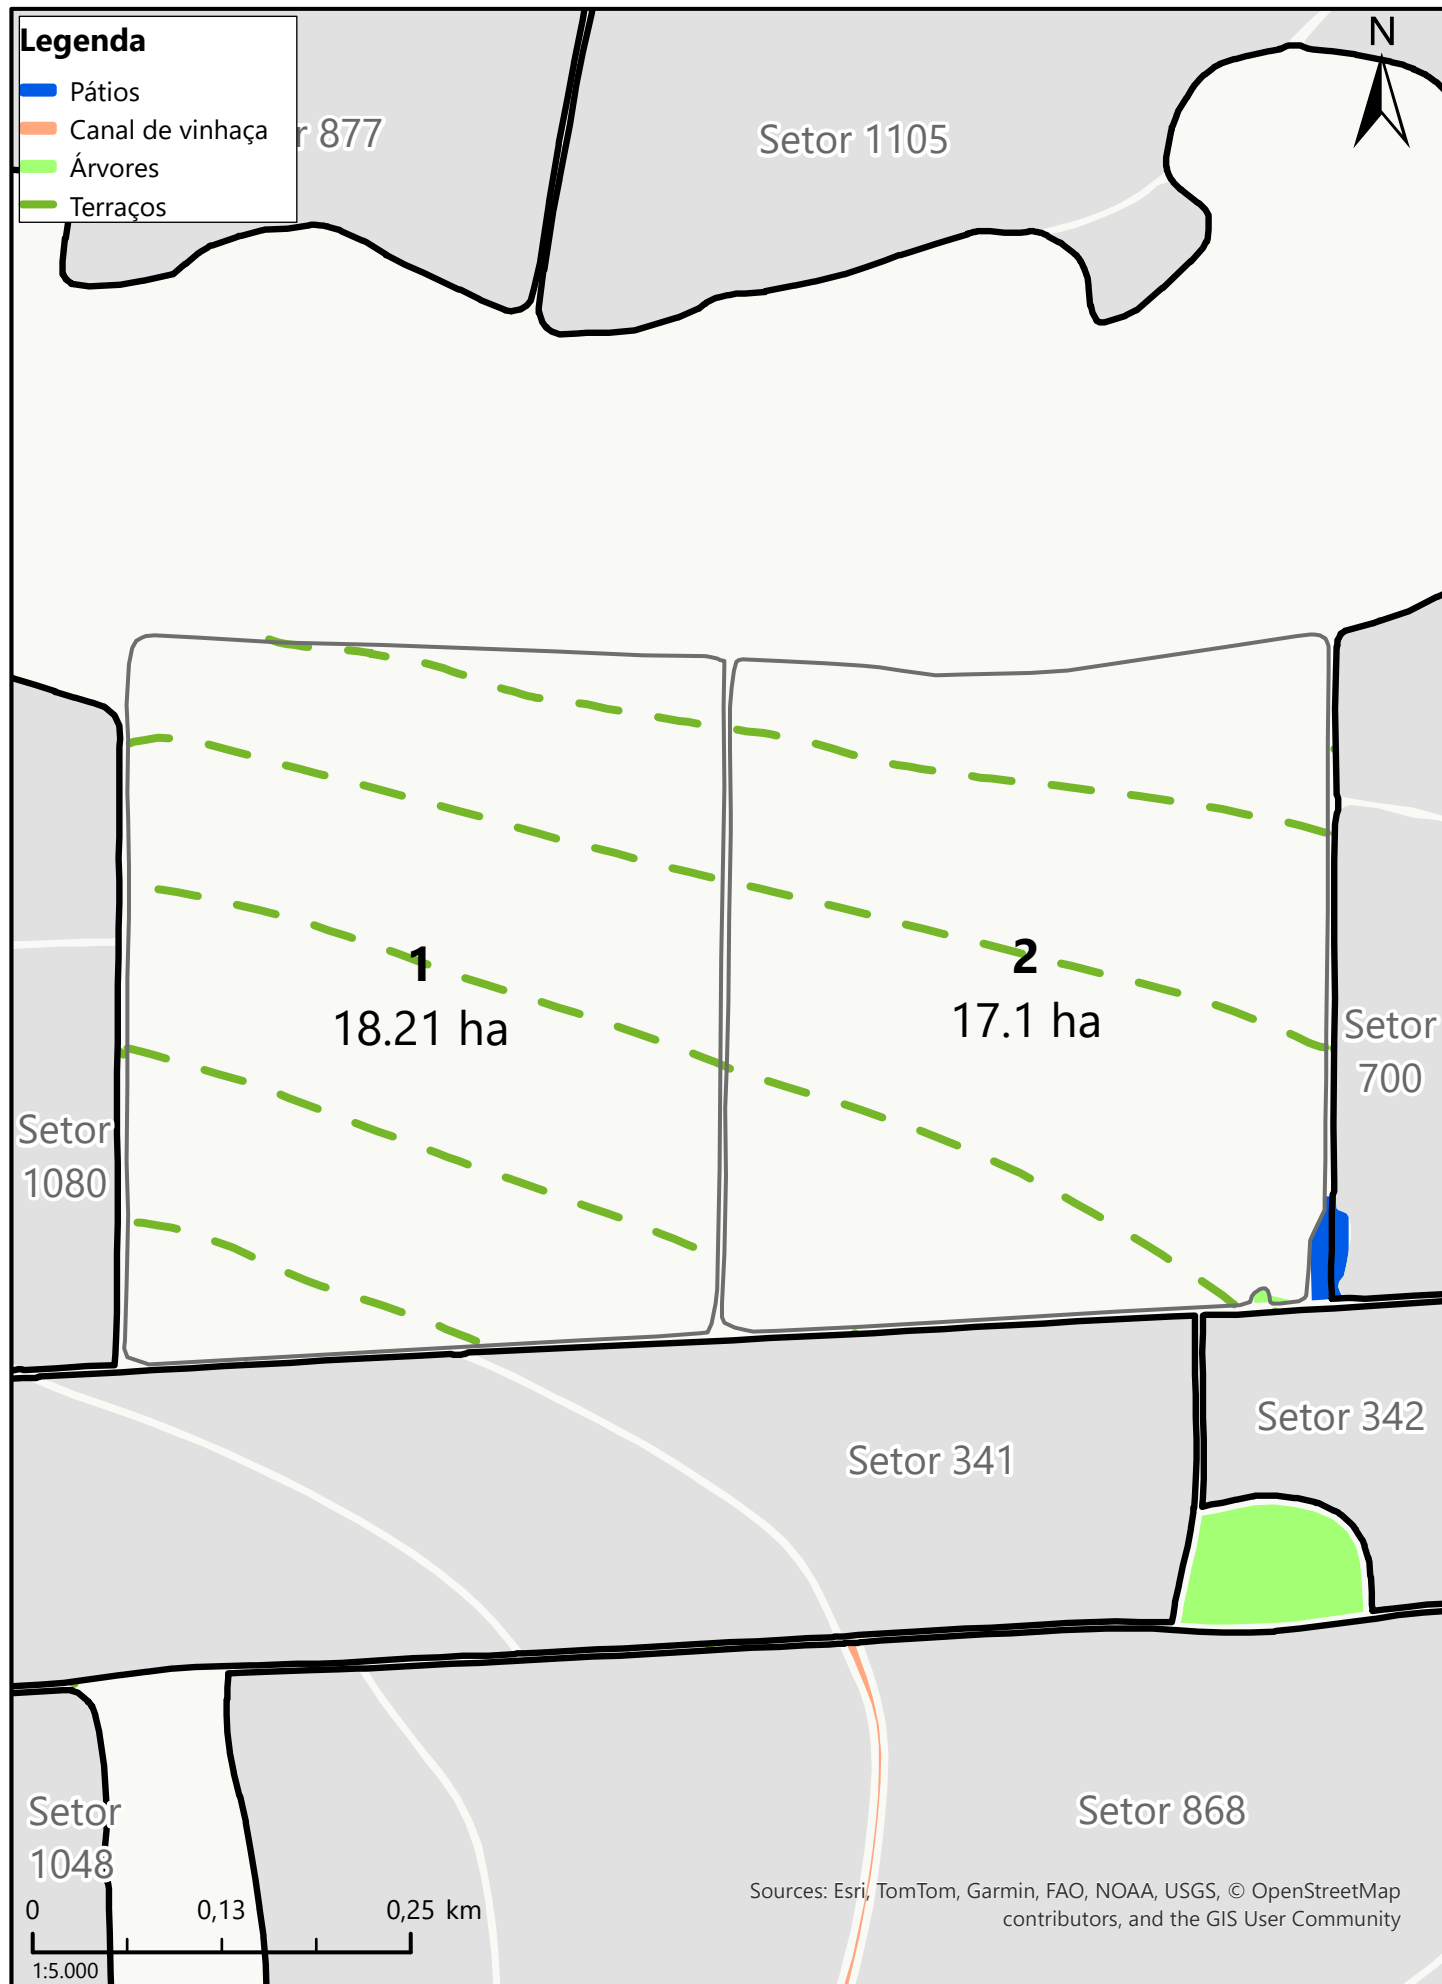 Legenda
Pátios
Canal de vinhaça
Árvores
Terraços
N
r 877
Setor 1105
1
18.21 ha
2
17.1 ha
Setor
700
Setor
1080
Setor 342
Setor 341
Setor
1048
Setor 868
Sources: Esri, TomTom, Garmin, FAO, NOAA, USGS, © OpenStreetMap
contributors, and the GIS User Community
0 0,13 0,25 km
1:5.000